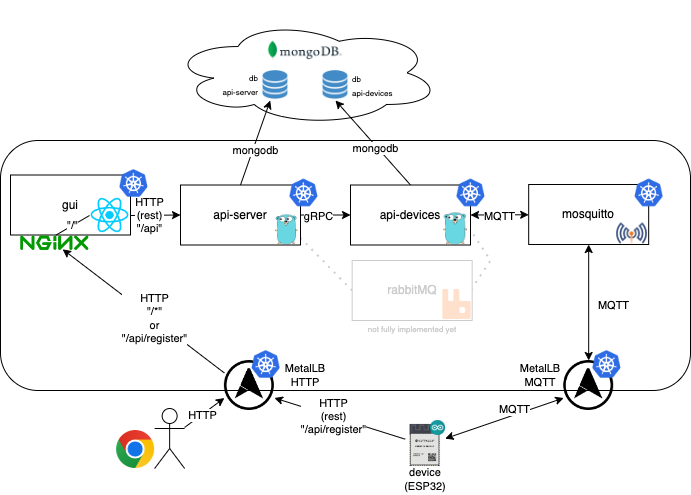 mongoDB.
db
api-server
db
api-devices
mongodb
mongodb
gui
"/"
NGINX
HTTP
(rest)
"/api"
api-server
gRPC
api-devices
MQTT
mosquitto
rabbitMQ
not fully implemented yet
HTTP
"/*"
or
"/api/register"
MQTT
MetalLB
HTTP
MetalLB
MQTT
HTTP
HTTP
(rest)
"/api/register"
MQTT
device
(ESP32)